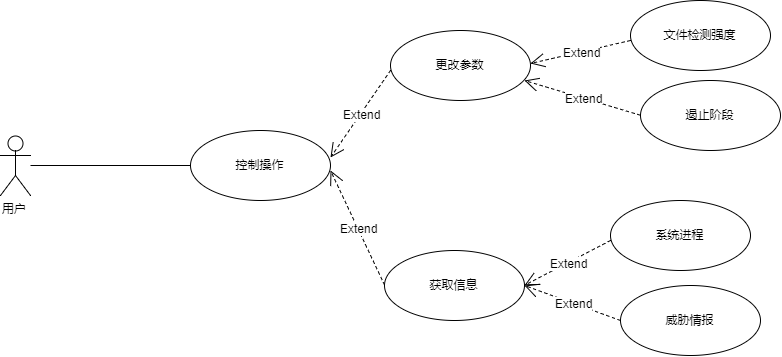 文件检测强度
Extend
更改参数
Extend
遏止阶段
Extend
控制操作
用户
Extend
系统进程
Extend
获取信息
Extend
威胁情报